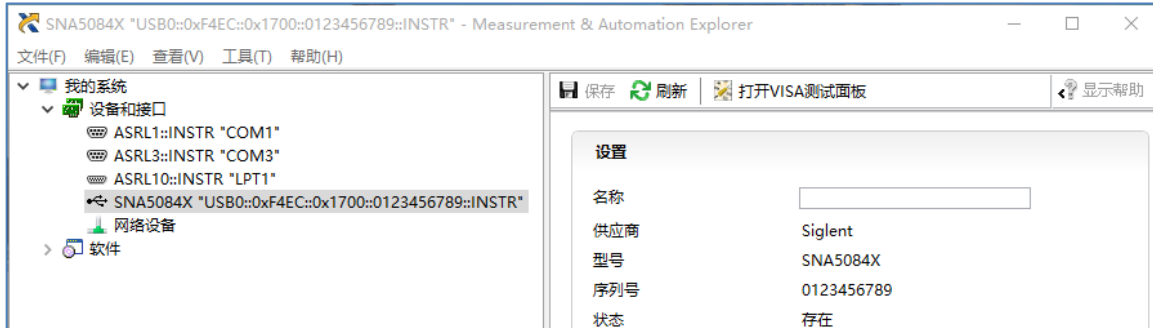 SNA5084X "USB0::0xF4EC::0x1700::0123456789::INSTR" - Measurement & Automation Explorer
文件(F) 编辑(E) 查看(V) 工具(T) 帮助(H)
我的系统
设备和接口
ASRL1::INSTR "COM1"
ASRL3::INSTR "COM3"
ASRL10::INSTR "LPT1"
SNA5084X "USB0::0xF4EC::0x1700::0123456789::INSTR"
网络设备
软件
保存 刷新 打开VISA测试面板 显示帮助
设置
名称
供应商 Siglent
型号 SNA5084X
序列号 0123456789
状态 存在